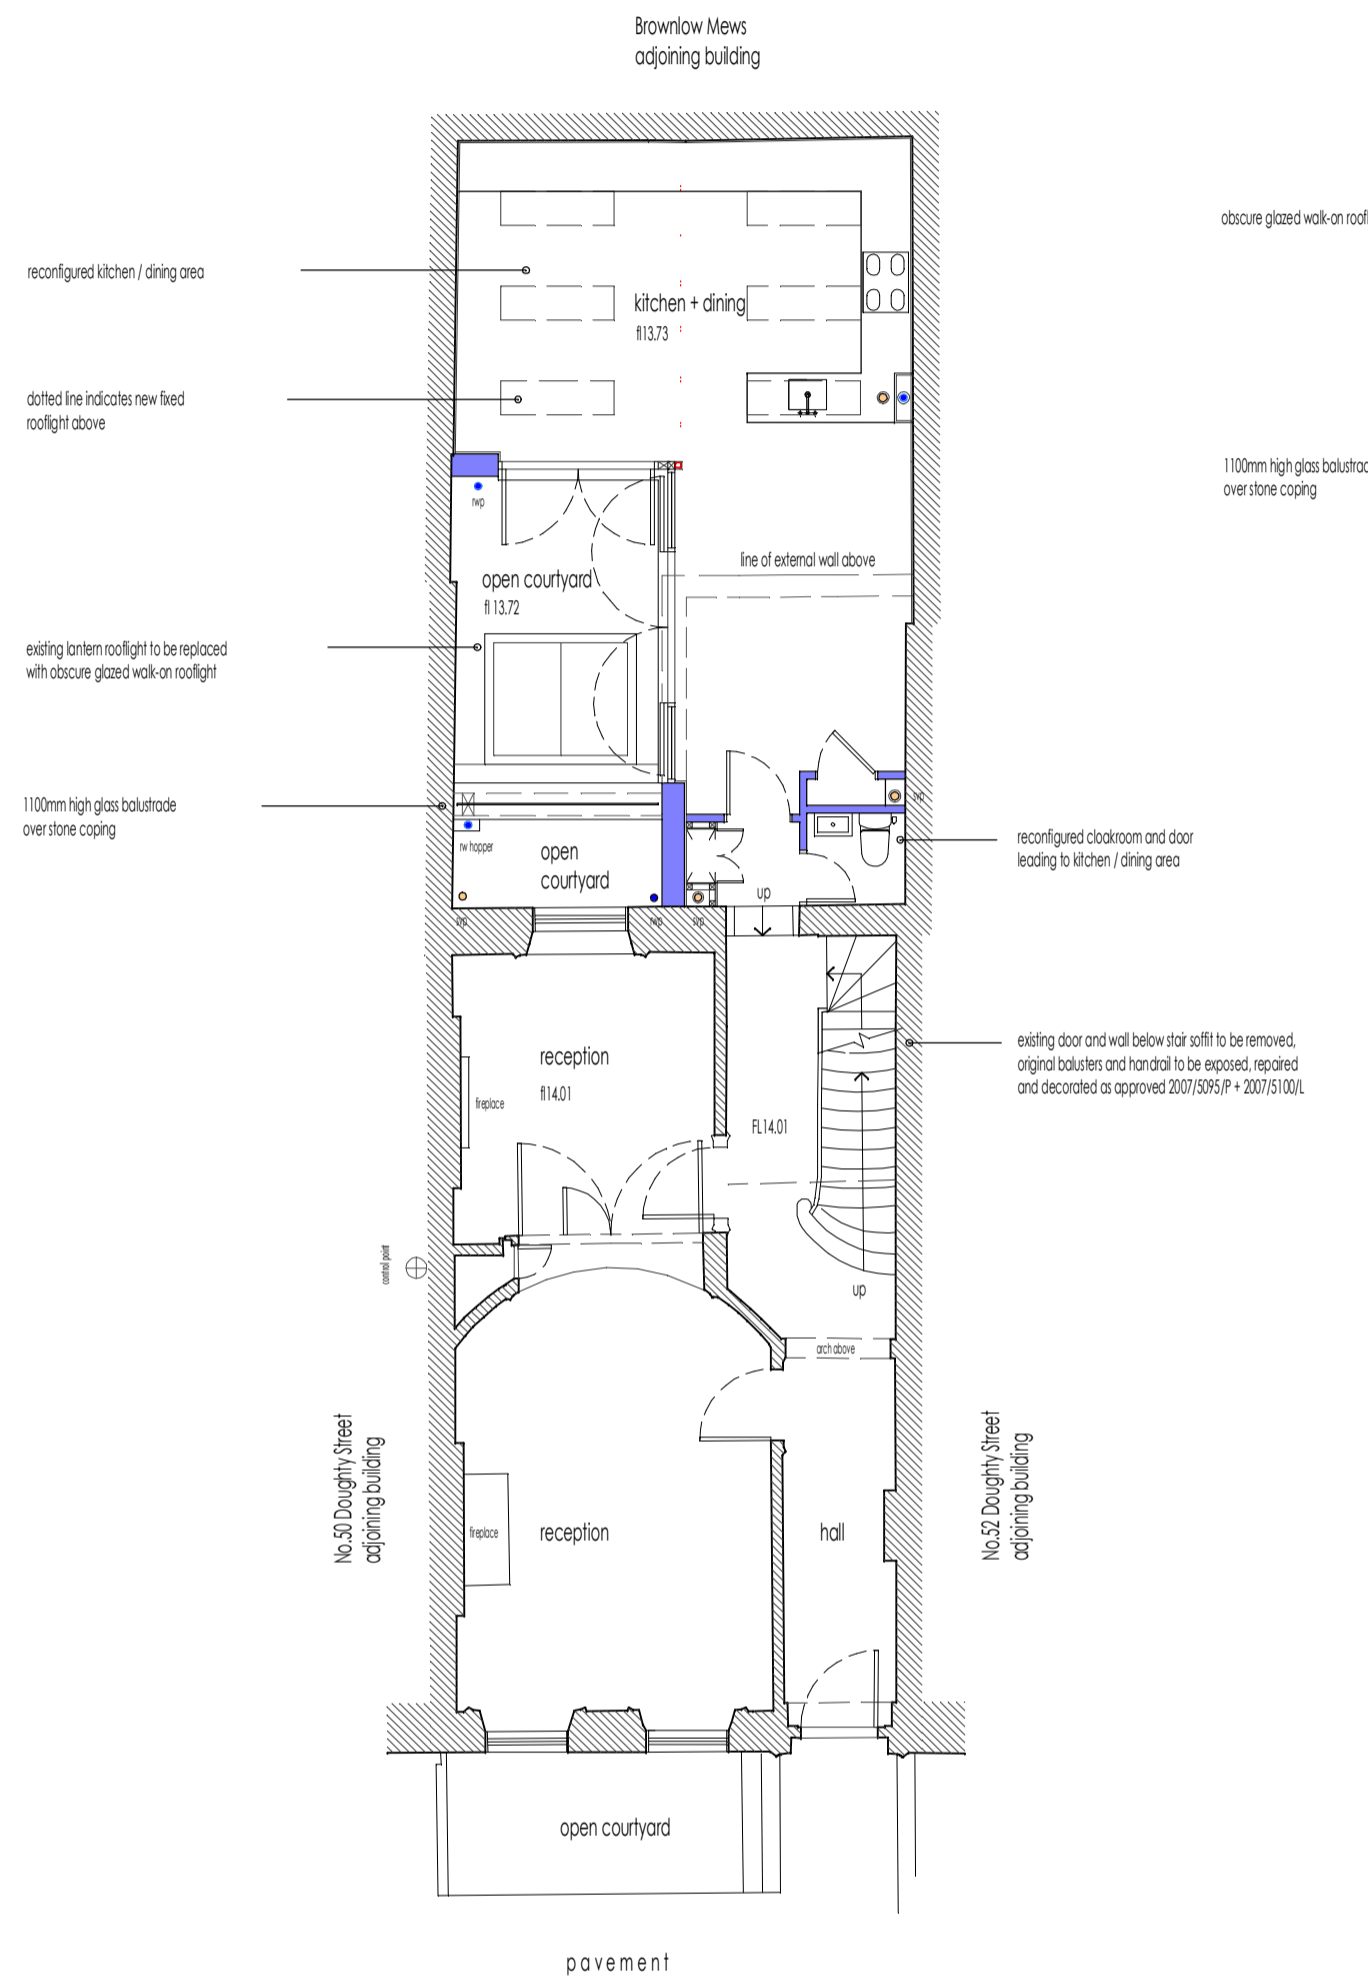 Brownlow Mews
adjoining building
obscure glazed walk-on roofl
reconfigured kitchen / dining area
kitchen + dining
fl13.73
dotted line indicates new fixed
rooflight above
1100mm high glass balustrad
over stone coping
rwp
line of external wall above
open courtyard
fl 13.72
existing lantern rooflight to be replaced
with obscure glazed walk-on rooflight
svp
1100mm high glass balustrade
over stone coping
rw hopper
open
courtyard
reconfigured cloakroom and door
leading to kitchen / dining area
up
svp
rwp
svp
existing door and wall below stair soffit to be removed,
original balusters and handrail to be exposed, repaired
and decorated as approved 2007/5095/P + 2007/5100/L
reception
fl14.01
fireplace
FL14.01
control point
up
arch above
No.50 Doughty Street
adjoining building
fireplace
reception
hall
No.52 Doughty Street
adjoining building
open courtyard
pavement